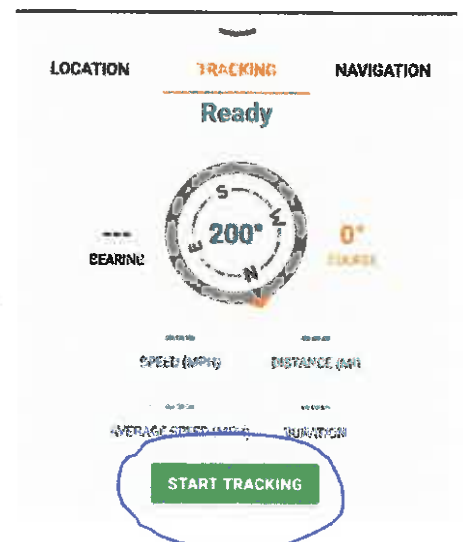 LOCATION TRACKING NAVIGATION
Ready
S
--- E 200° W 0°
BEARING N COURSE
SPEED (MPH) DISTANCE (MI)
AVERAGE SPEED (MPH) DURATION
START TRACKING